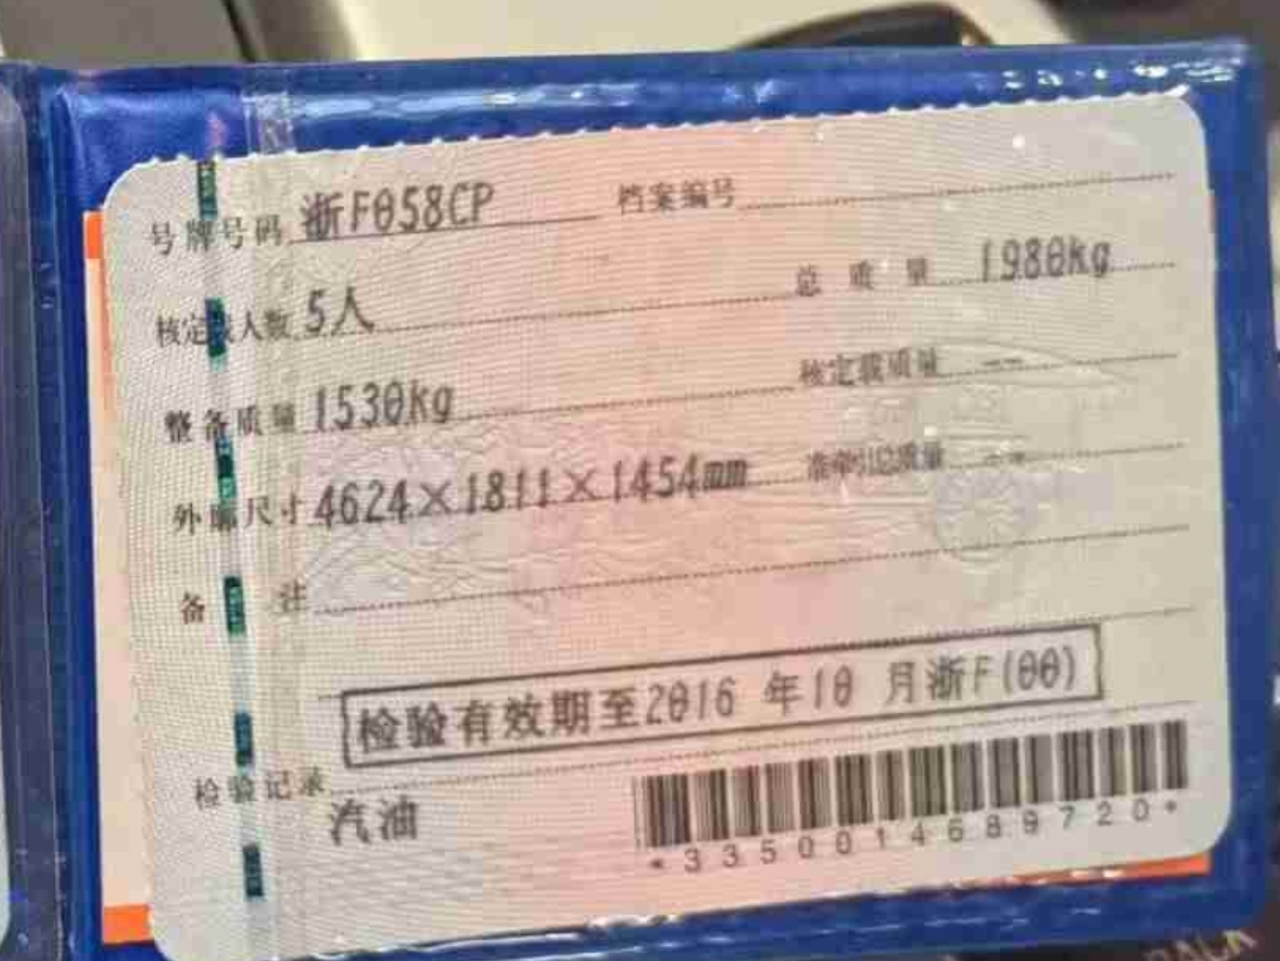 号牌号码 浙F058CP 档案编号
核定载人数 5人 总质量 1980kg
整备质量 1530kg 核定载质量 --
外廓尺寸 4624×1811×1454mm 准牵引总质量 --
备注
检验有效期至2016 年10 月浙F(00)
检验记录
汽油
*3350014689720*